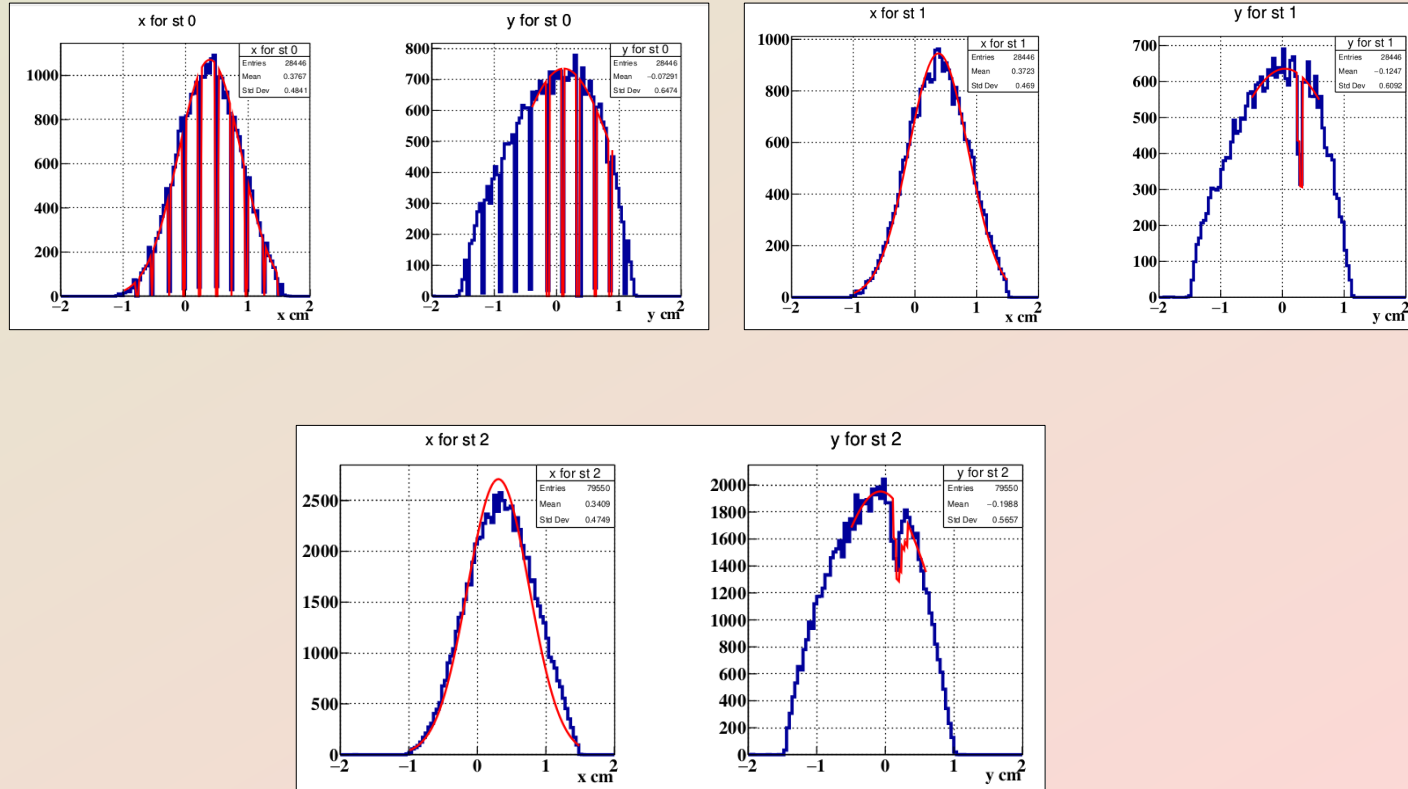 x for st 0
x for st 0
Entries 28446
Mean 0.3767
Std Dev 0.4841
1000
800
600
400
200
0
−2 −1 0 1 2
x cm
y for st 0
y for st 0
Entries 28446
Mean −0.07291
Std Dev 0.6474
800
700
600
500
400
300
200
100
0
−2 −1 0 1 2
y cm
x for st 1
x for st 1
Entries 28446
Mean 0.3723
Std Dev 0.469
1000
800
600
400
200
0
−2 −1 0 1 2
x cm
y for st 1
y for st 1
Entries 28446
Mean −0.1247
Std Dev 0.6092
700
600
500
400
300
200
100
0
−2 −1 0 1 2
y cm
x for st 2
x for st 2
Entries 79550
Mean 0.3409
Std Dev 0.4749
2500
2000
1500
1000
500
0
−2 −1 0 1 2
x cm
y for st 2
y for st 2
Entries 79550
Mean −0.1988
Std Dev 0.5657
2000
1800
1600
1400
1200
1000
800
600
400
200
0
−2 −1 0 1 2
y cm